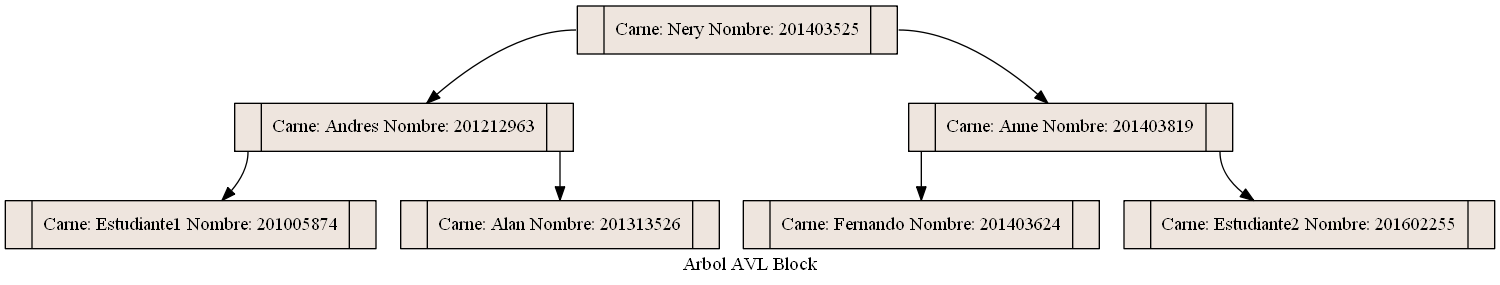 Carne: Nery Nombre: 201403525
Carne: Andres Nombre: 201212963
Carne: Anne Nombre: 201403819
Carne: Estudiante1 Nombre: 201005874
Carne: Alan Nombre: 201313526
Carne: Fernando Nombre: 201403624
Carne: Estudiante2 Nombre: 201602255
Arbol AVL Block